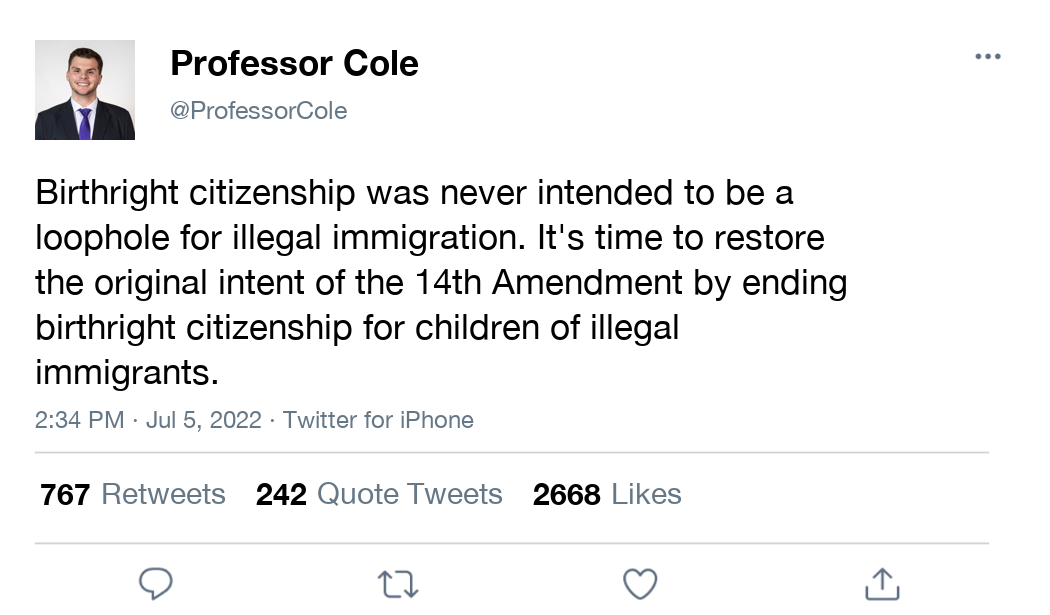 Professor Cole
@ProfessorCole
Birthright citizenship was never intended to be a
loophole for illegal immigration. It's time to restore
the original intent of the 14th Amendment by ending
birthright citizenship for children of illegal
immigrants.
2:34 PM · Jul 5, 2022 · Twitter for iPhone
767 Retweets 242 Quote Tweets 2668 Likes